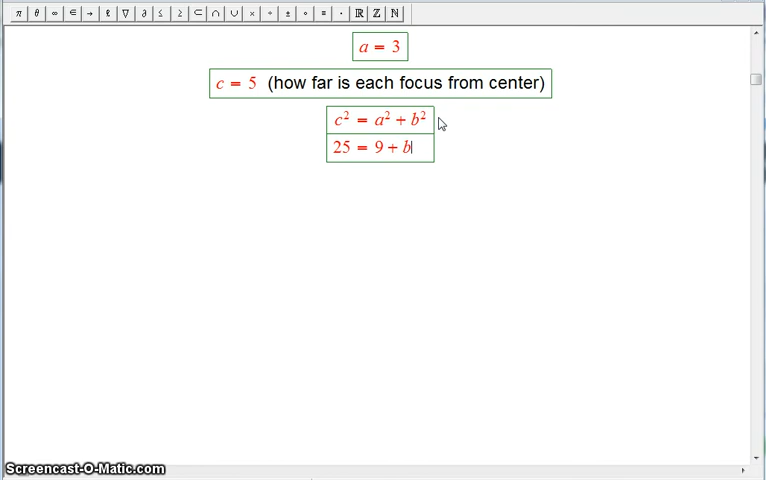 π θ ∞ ∈ → ℓ ∇ ∂ ≤ ≥ ⊂ ∩ ∪ × ÷ ± ∘ ≡ · ℝ ℤ ℕ
a = 3
c = 5 (how far is each focus from center)
c² = a² + b²
25 = 9 + b
Screencast-O-Matic.com